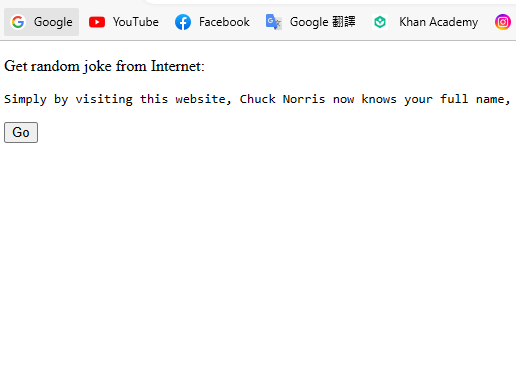 Google YouTube Facebook Google 翻譯 Khan Academy
Get random joke from Internet:
Simply by visiting this website, Chuck Norris now knows your full name,
Go